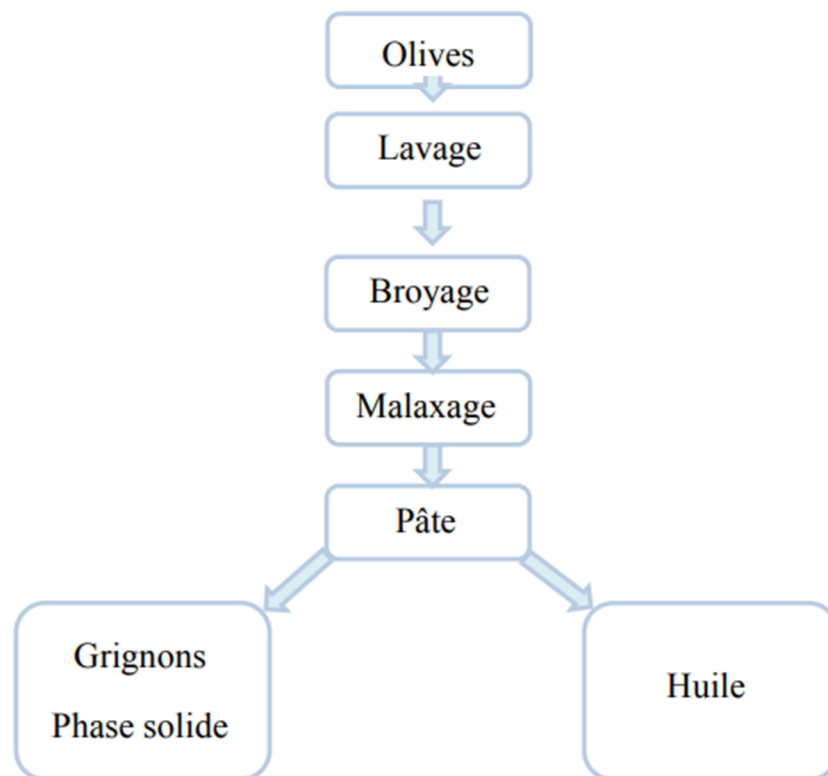 Olives
Lavage
Broyage
Malaxage
Pâte
Grignons
Phase solide
Huile